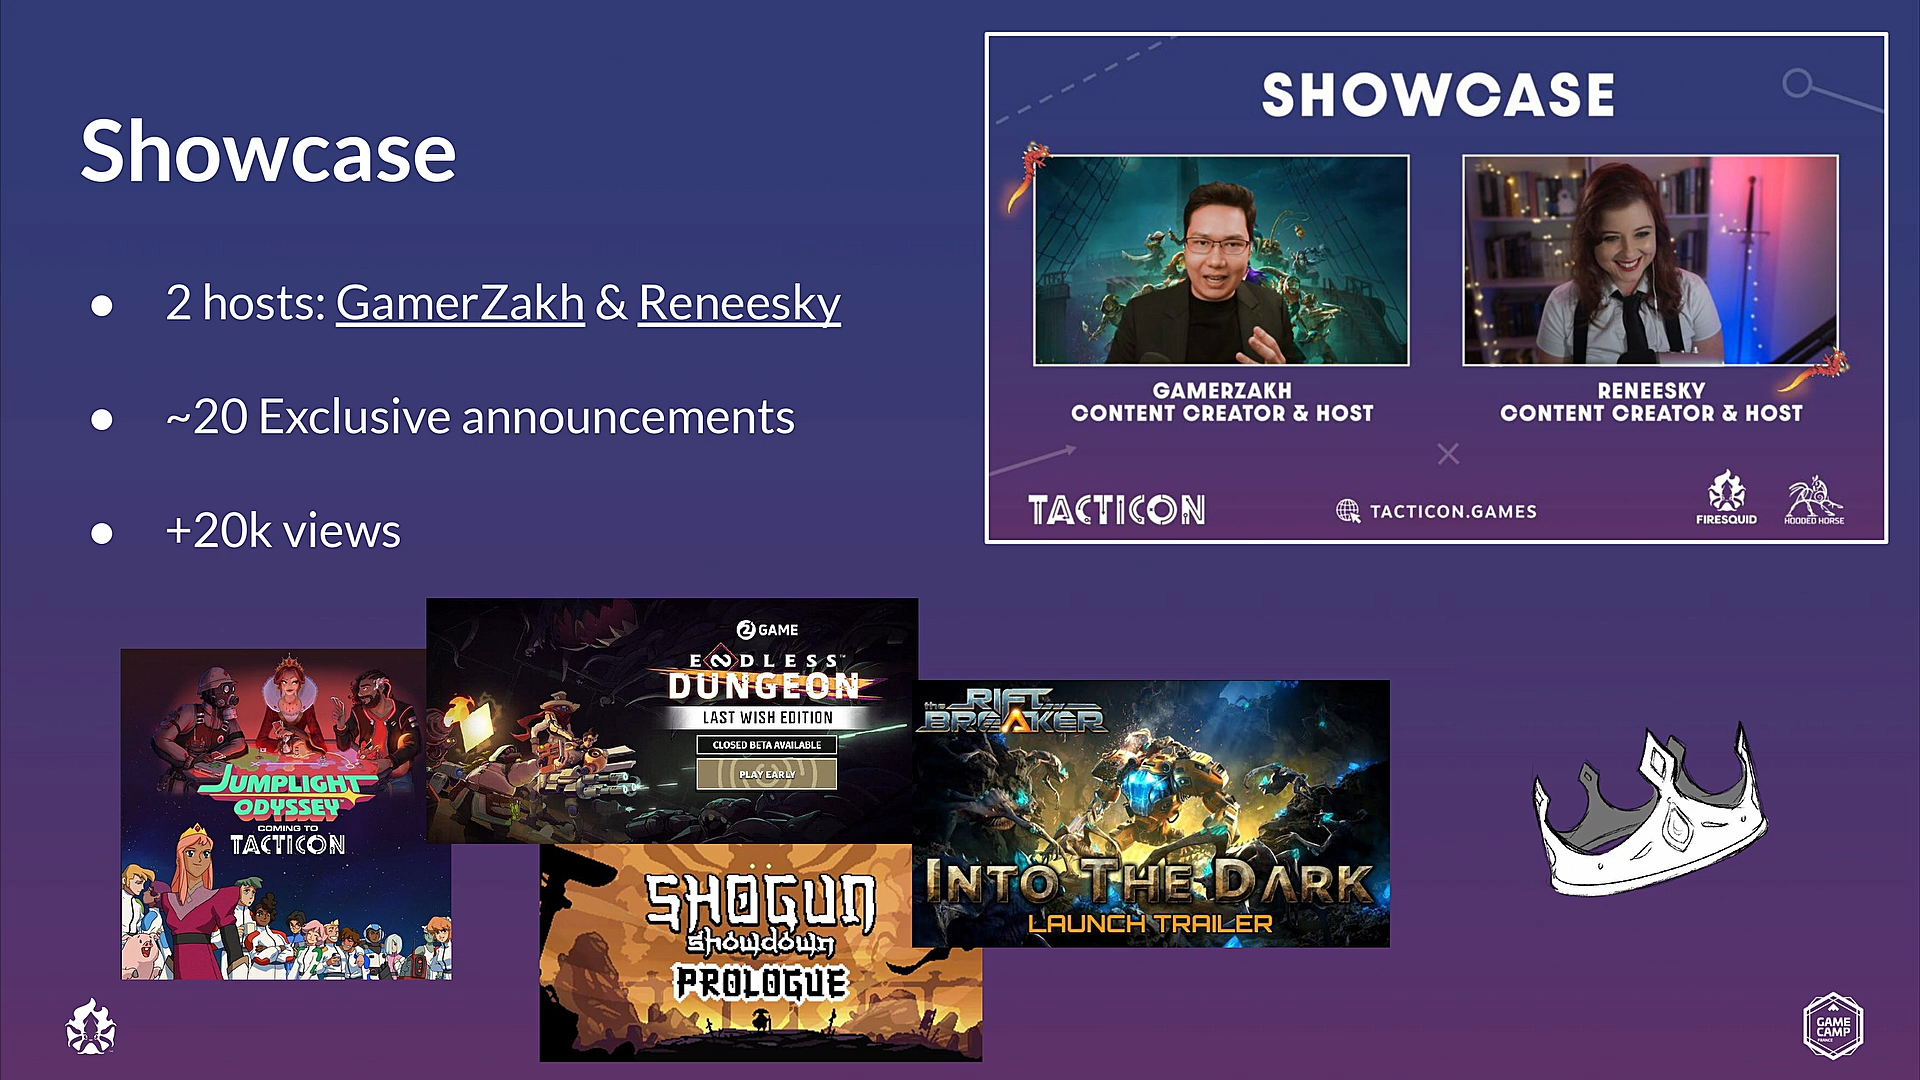 Showcase
● 2 hosts: GamerZakh & Reneesky
● ~20 Exclusive announcements
● +20k views
SHOWCASE
GAMERZAKH
CONTENT CREATOR & HOST
RENEESKY
CONTENT CREATOR & HOST
TACTICON
TACTICON.GAMES
FIRESQUID
HOODED HORSE
JUMPLIGHT
ODYSSEY
COMING TO
TACTICON
2 GAME
ENDLESS™
DUNGEON
LAST WISH EDITION
CLOSED BETA AVAILABLE
PLAY EARLY
the RIFT
BREAKER
INTO THE DARK
LAUNCH TRAILER
SHOGUN
showdown
PROLOGUE
GAME
CAMP
FRANCE